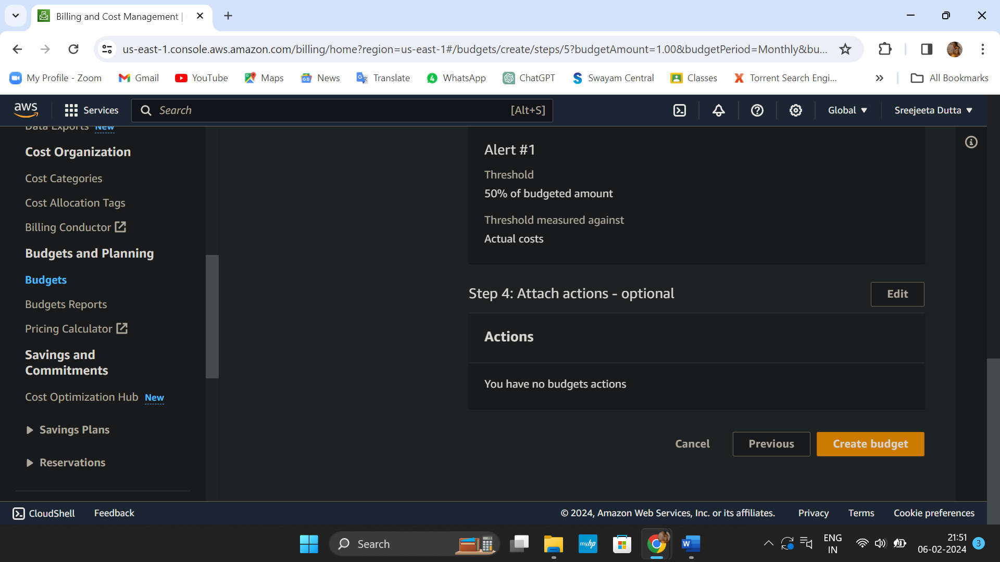 Billing and Cost Management |
us-east-1.console.aws.amazon.com/billing/home?region=us-east-1#/budgets/create/steps/5?budgetAmount=1.00&budgetPeriod=Monthly&bu...
My Profile - Zoom
Gmail
YouTube
Maps
News
Translate
WhatsApp
ChatGPT
Swayam Central
Classes
Torrent Search Engi...
All Bookmarks
aws
Services
Search
[Alt+S]
Global
Sreejeeta Dutta
Data Exports New
Cost Organization
Cost Categories
Cost Allocation Tags
Billing Conductor
Budgets and Planning
Budgets
Budgets Reports
Pricing Calculator
Savings and
Commitments
Cost Optimization Hub New
Savings Plans
Reservations
Alert #1
Threshold
50% of budgeted amount
Threshold measured against
Actual costs
Step 4: Attach actions - optional
Edit
Actions
You have no budgets actions
Cancel
Previous
Create budget
CloudShell
Feedback
© 2024, Amazon Web Services, Inc. or its affiliates.
Privacy
Terms
Cookie preferences
Search
myhp
W
ENG
IN
21:51
06-02-2024
3